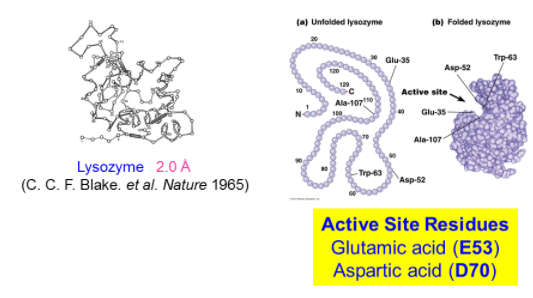 Lysozyme 2.0 Å
(C. C. F. Blake. et al. Nature 1965)
(a) Unfolded lysozyme
20
30
Glu-35
120
129
C
10
1
N
Ala-107
110
100
40
70
50
90
80
Trp-63
Asp-52
60
(b) Folded lysozyme
Trp-63
Asp-52
Active site
Glu-35
Ala-107
Active Site Residues
Glutamic acid (E53)
Aspartic acid (D70)